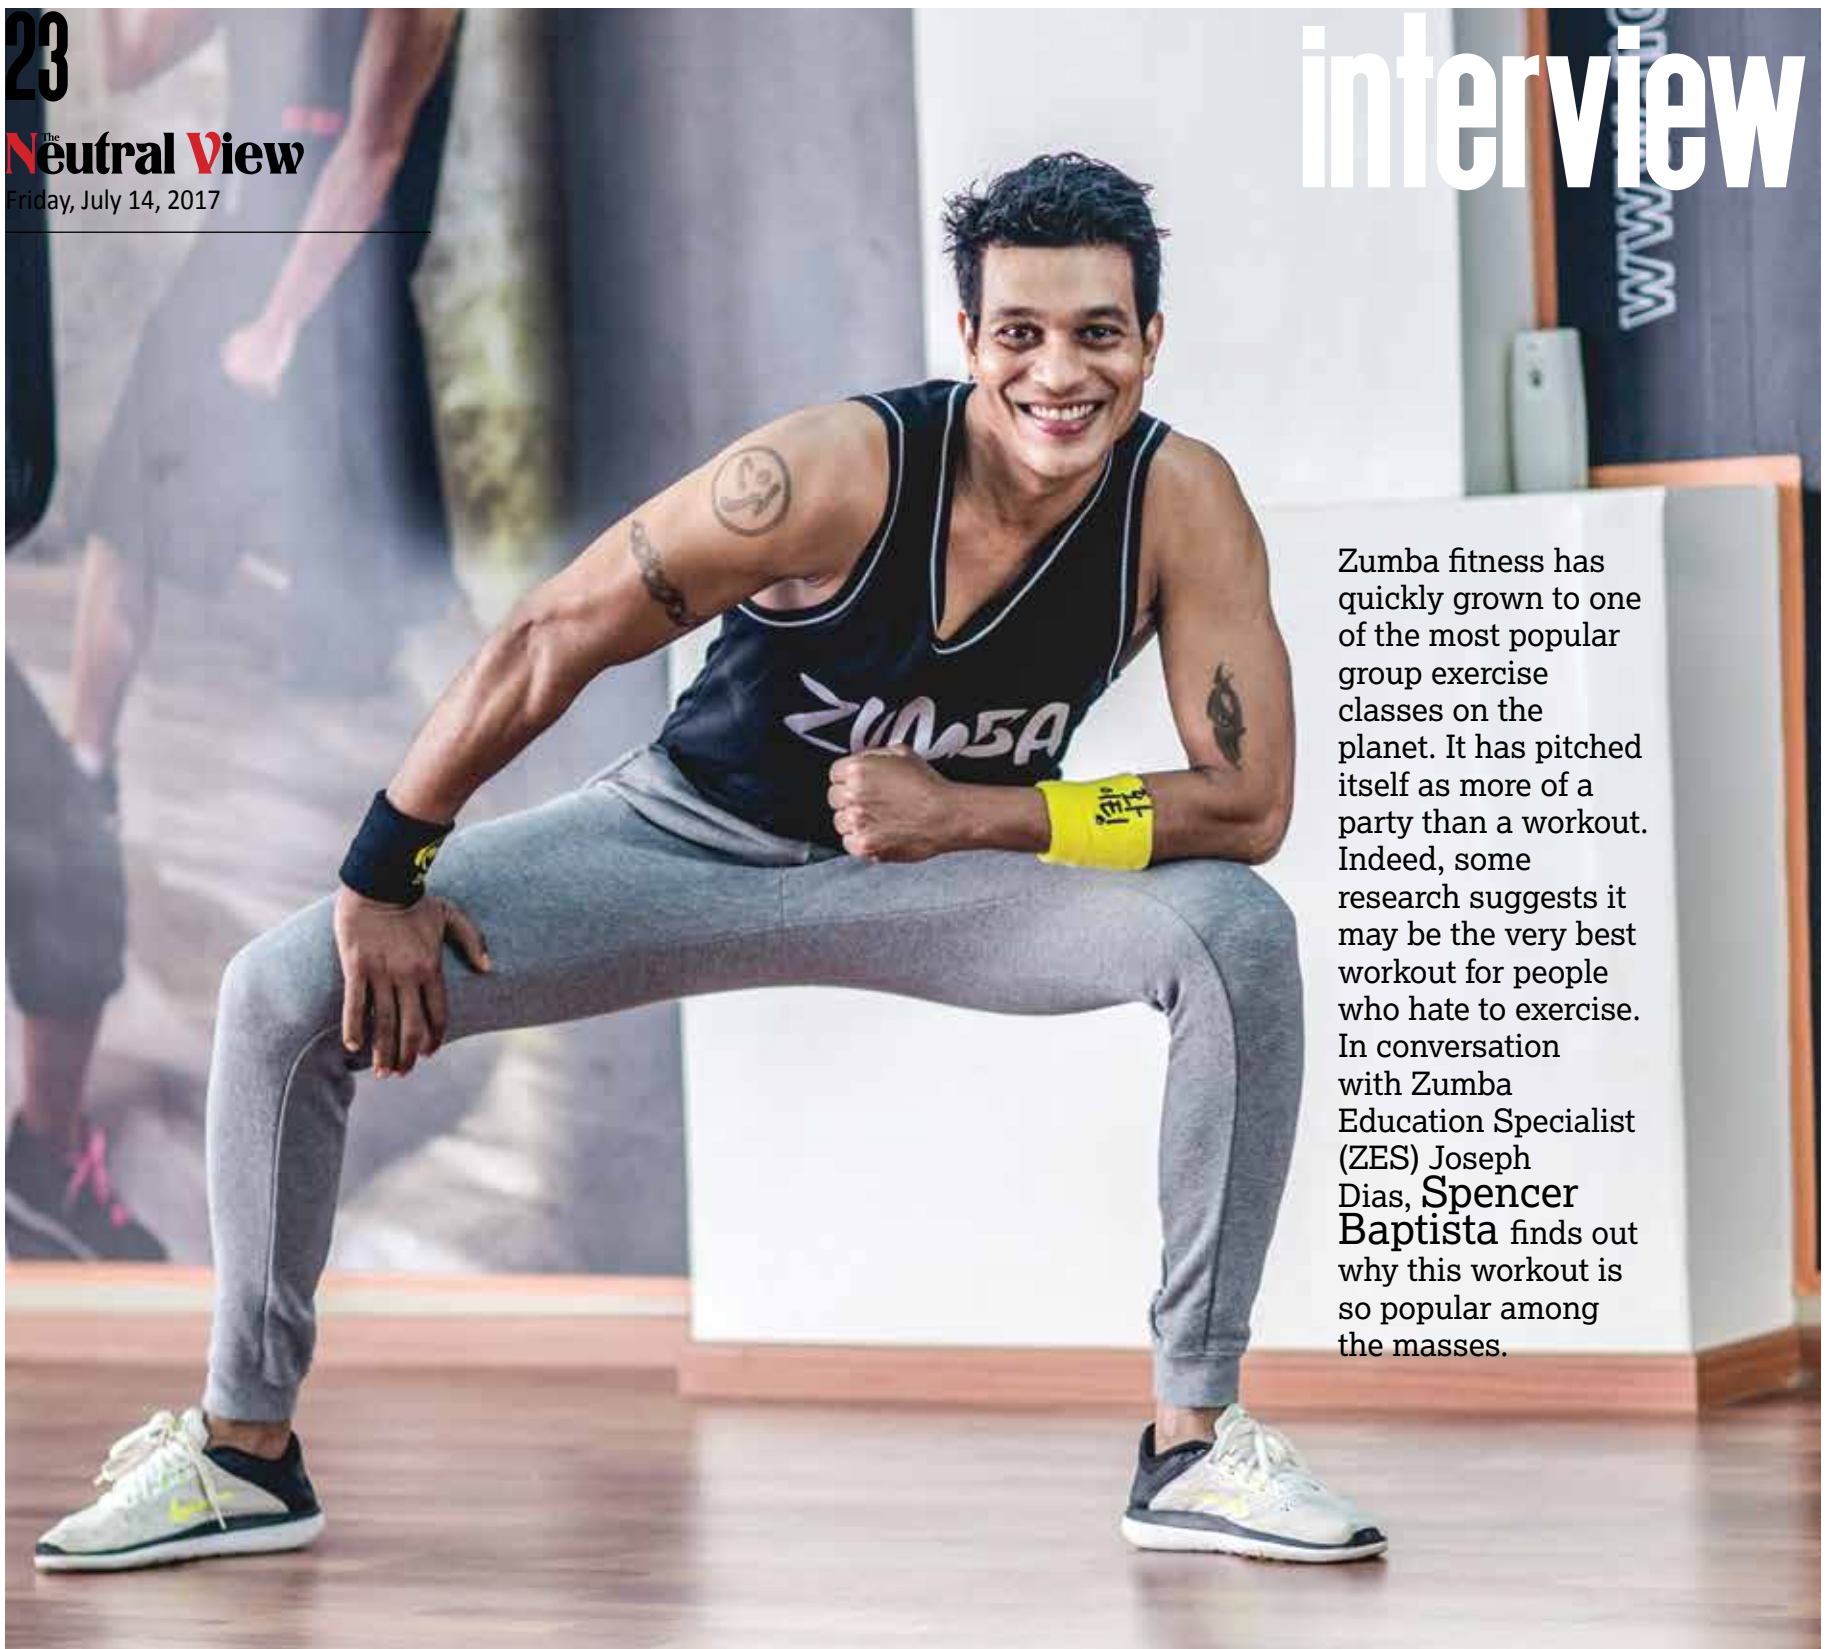 23
The Neutral View
Friday, July 14, 2017
interview
ZUMBA
Zumba fitness has
quickly grown to one
of the most popular
group exercise
classes on the
planet. It has pitched
itself as more of a
party than a workout.
Indeed, some
research suggests it
may be the very best
workout for people
who hate to exercise.
In conversation
with Zumba
Education Specialist
(ZES) Joseph
Dias, Spencer
Baptista finds out
why this workout is
so popular among
the masses.